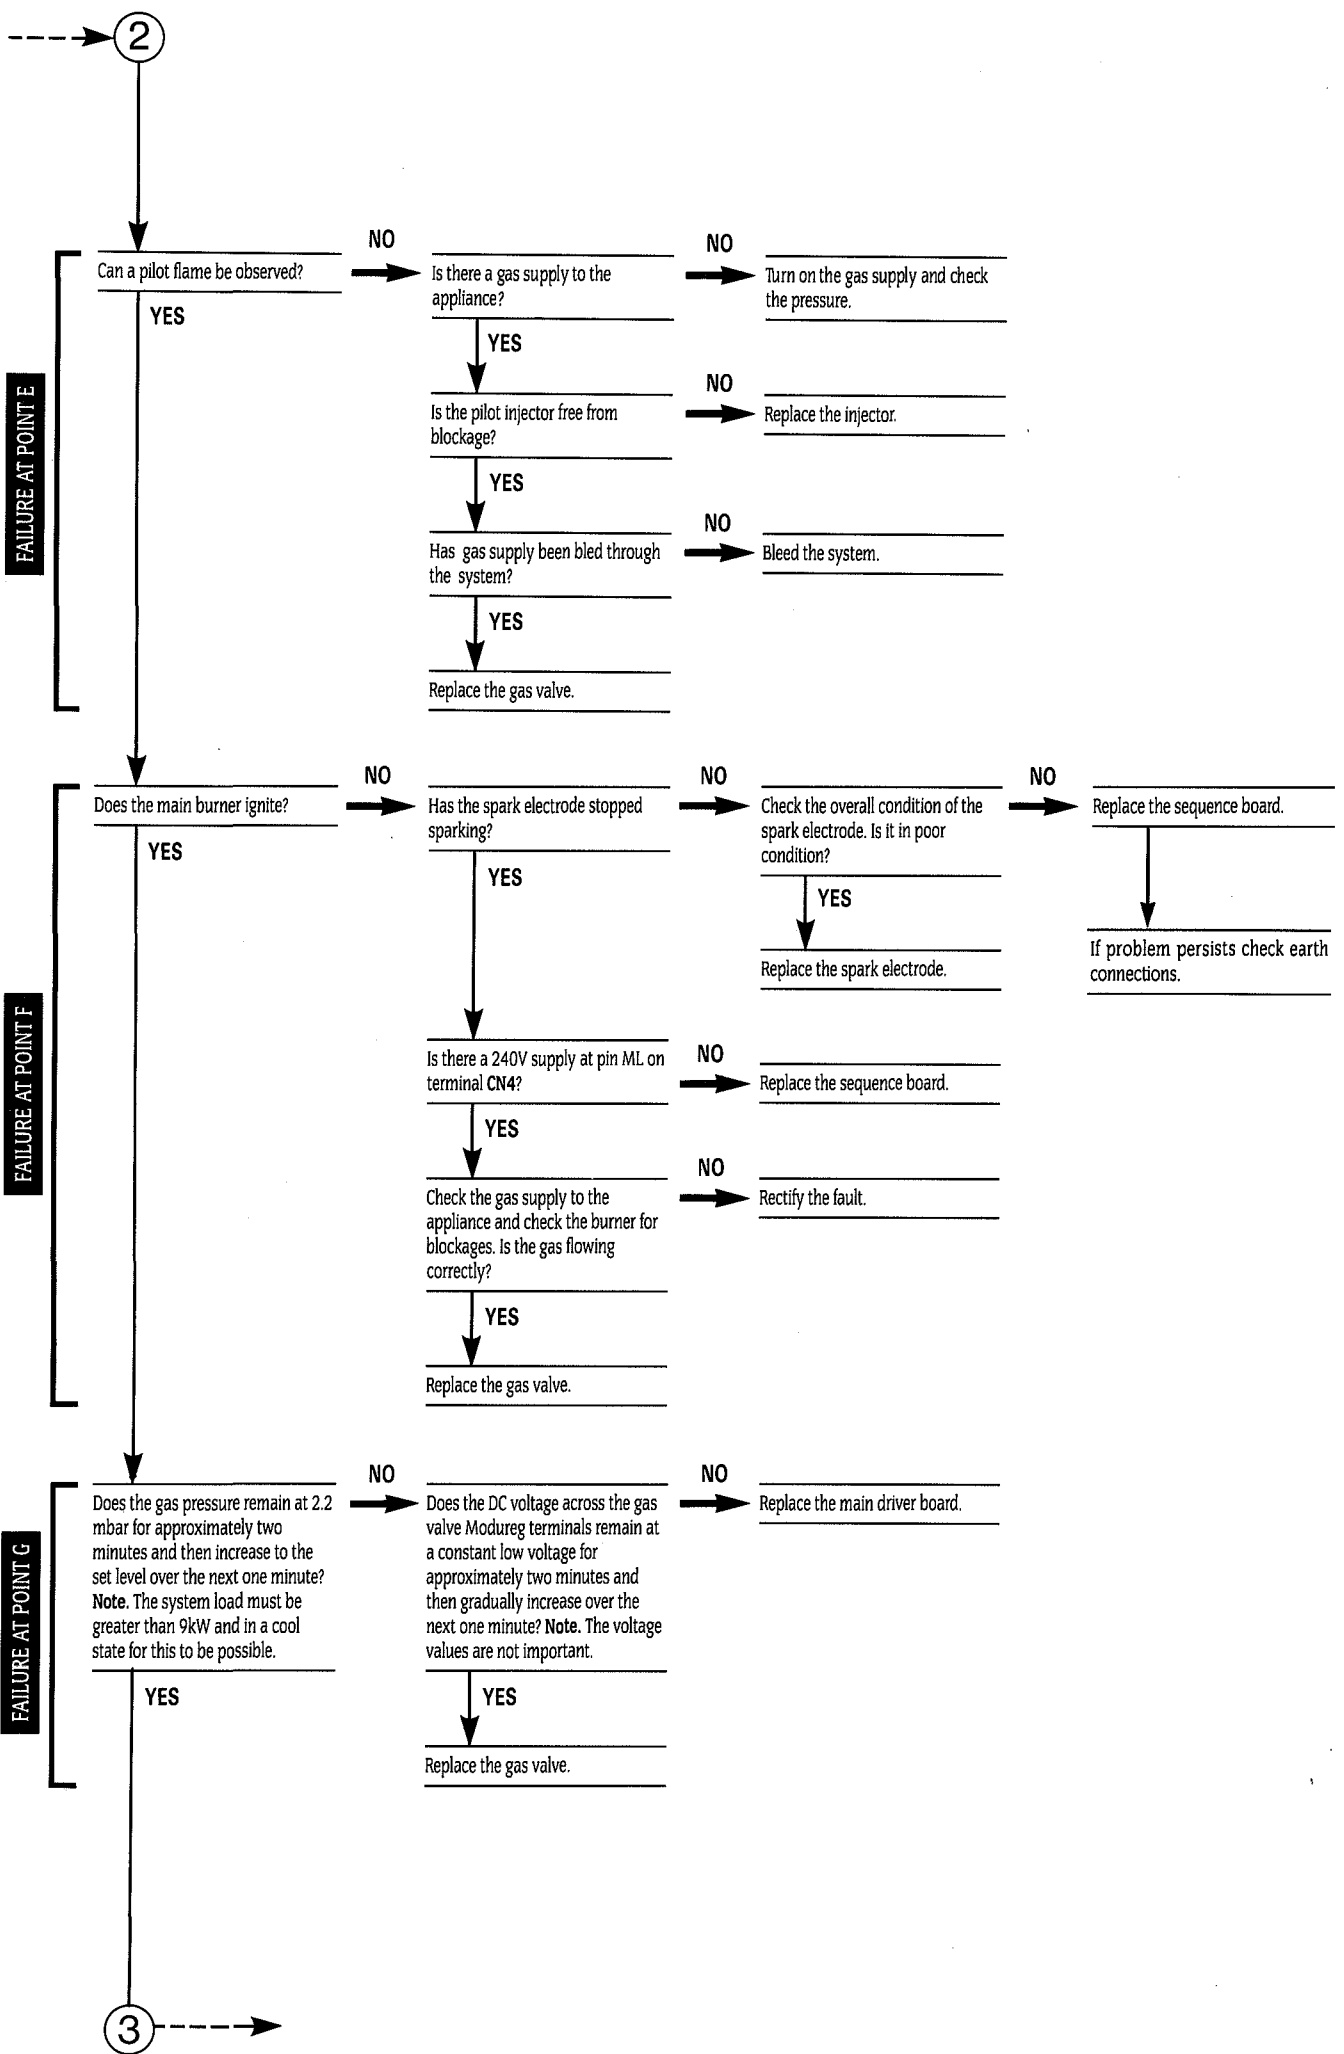 2
FAILURE AT POINT E
Can a pilot flame be observed?
NO
YES
Is there a gas supply to the
appliance?
NO
Turn on the gas supply and check
the pressure.
YES
Is the pilot injector free from
blockage?
NO
Replace the injector.
YES
Has gas supply been bled through
the system?
NO
Bleed the system.
YES
Replace the gas valve.
FAILURE AT POINT F
Does the main burner ignite?
NO
YES
Has the spark electrode stopped
sparking?
NO
Check the overall condition of the
spark electrode. Is it in poor
condition?
NO
Replace the sequence board.
If problem persists check earth
connections.
YES
Replace the spark electrode.
YES
Is there a 240V supply at pin ML on
terminal CN4?
NO
Replace the sequence board.
YES
Check the gas supply to the
appliance and check the burner for
blockages. Is the gas flowing
correctly?
NO
Rectify the fault.
YES
Replace the gas valve.
FAILURE AT POINT G
Does the gas pressure remain at 2.2
mbar for approximately two
minutes and then increase to the
set level over the next one minute?
Note. The system load must be
greater than 9kW and in a cool
state for this to be possible.
NO
YES
Does the DC voltage across the gas
valve Modureg terminals remain at
a constant low voltage for
approximately two minutes and
then gradually increase over the
next one minute? Note. The voltage
values are not important.
NO
Replace the main driver board.
YES
Replace the gas valve.
3